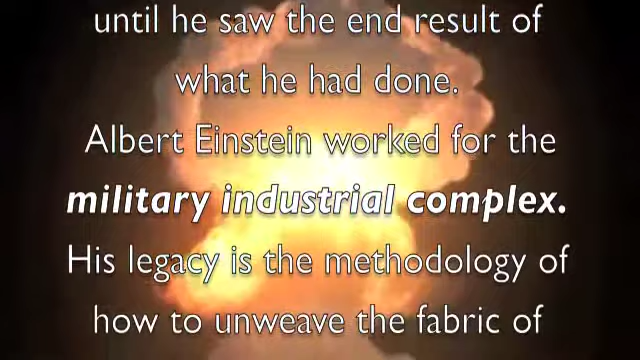 until he saw the end result of
what he had done.
Albert Einstein worked for the
military industrial complex.
His legacy is the methodology of
how to unweave the fabric of